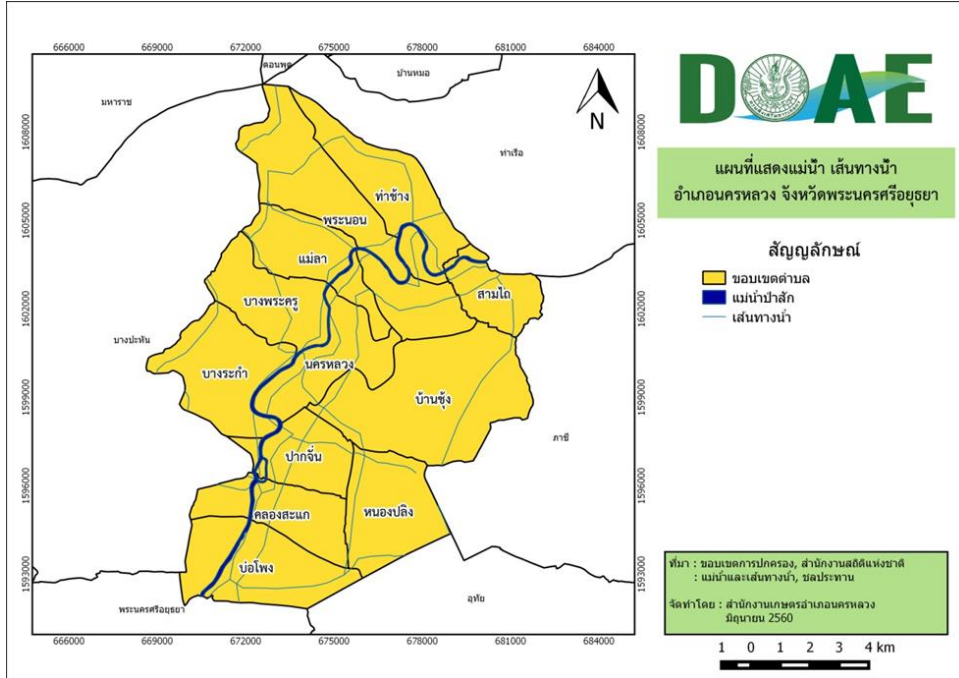 666000 669000 672000 675000 678000 681000 684000
ดอนพุด
บ้านหมอ
มหาราช
N
DOAE
1608000 1608000
ท่าเรือ
แผนที่แสดงแม่น้ำ เส้นทางน้ำ
อำเภอนครหลวง จังหวัดพระนครศรีอยุธยา
ท่าช้าง
พระนอน
1605000 1605000
แม่ลา
สัญลักษณ์
ขอบเขตตำบล
แม่น้ำป่าสัก
เส้นทางน้ำ
สามไถ
บางพระครู
1602000 1602000
บางปะหัน
นครหลวง
บางระกำ
บ้านชุ้ง
1599000 1599000
ภาชี
ปากจั่น
1596000 1596000
คลองสะแก
หนองปลิง
บ่อโพง
1593000 1593000
อุทัย
พระนครศรีอยุธยา
666000 669000 672000 675000 678000 681000 684000
ที่มา : ขอบเขตการปกครอง, สำนักงานสถิติแห่งชาติ
: แม่น้ำและเส้นทางน้ำ, ชลประทาน
จัดทำโดย : สำนักงานเกษตรอำเภอนครหลวง
มิถุนายน 2560
1 0 1 2 3 4 km